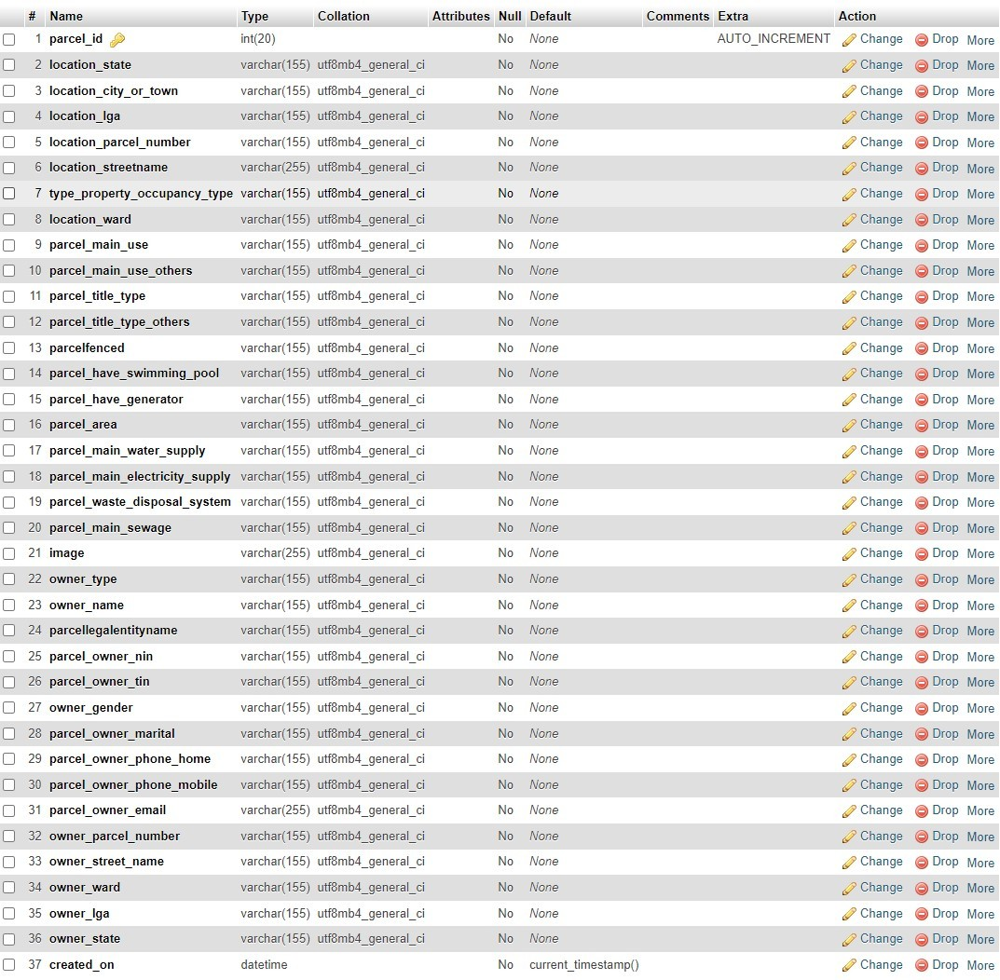 # Name Type Collation Attributes Null Default Comments Extra Action
1 parcel_id int(20) No None AUTO_INCREMENT Change Drop More
2 location_state varchar(155) utf8mb4_general_ci No None Change Drop More
3 location_city_or_town varchar(155) utf8mb4_general_ci No None Change Drop More
4 location_lga varchar(155) utf8mb4_general_ci No None Change Drop More
5 location_parcel_number varchar(155) utf8mb4_general_ci No None Change Drop More
6 location_streetname varchar(255) utf8mb4_general_ci No None Change Drop More
7 type_property_occupancy_type varchar(155) utf8mb4_general_ci No None Change Drop More
8 location_ward varchar(155) utf8mb4_general_ci No None Change Drop More
9 parcel_main_use varchar(155) utf8mb4_general_ci No None Change Drop More
10 parcel_main_use_others varchar(155) utf8mb4_general_ci No None Change Drop More
11 parcel_title_type varchar(155) utf8mb4_general_ci No None Change Drop More
12 parcel_title_type_others varchar(155) utf8mb4_general_ci No None Change Drop More
13 parcelfenced varchar(155) utf8mb4_general_ci No None Change Drop More
14 parcel_have_swimming_pool varchar(155) utf8mb4_general_ci No None Change Drop More
15 parcel_have_generator varchar(155) utf8mb4_general_ci No None Change Drop More
16 parcel_area varchar(155) utf8mb4_general_ci No None Change Drop More
17 parcel_main_water_supply varchar(155) utf8mb4_general_ci No None Change Drop More
18 parcel_main_electricity_supply varchar(155) utf8mb4_general_ci No None Change Drop More
19 parcel_waste_disposal_system varchar(155) utf8mb4_general_ci No None Change Drop More
20 parcel_main_sewage varchar(155) utf8mb4_general_ci No None Change Drop More
21 image varchar(255) utf8mb4_general_ci No None Change Drop More
22 owner_type varchar(155) utf8mb4_general_ci No None Change Drop More
23 owner_name varchar(155) utf8mb4_general_ci No None Change Drop More
24 parcellegalentityname varchar(155) utf8mb4_general_ci No None Change Drop More
25 parcel_owner_nin varchar(155) utf8mb4_general_ci No None Change Drop More
26 parcel_owner_tin varchar(155) utf8mb4_general_ci No None Change Drop More
27 owner_gender varchar(155) utf8mb4_general_ci No None Change Drop More
28 parcel_owner_marital varchar(155) utf8mb4_general_ci No None Change Drop More
29 parcel_owner_phone_home varchar(155) utf8mb4_general_ci No None Change Drop More
30 parcel_owner_phone_mobile varchar(155) utf8mb4_general_ci No None Change Drop More
31 parcel_owner_email varchar(255) utf8mb4_general_ci No None Change Drop More
32 owner_parcel_number varchar(155) utf8mb4_general_ci No None Change Drop More
33 owner_street_name varchar(155) utf8mb4_general_ci No None Change Drop More
34 owner_ward varchar(155) utf8mb4_general_ci No None Change Drop More
35 owner_lga varchar(155) utf8mb4_general_ci No None Change Drop More
36 owner_state varchar(155) utf8mb4_general_ci No None Change Drop More
37 created_on datetime No current_timestamp() Change Drop More